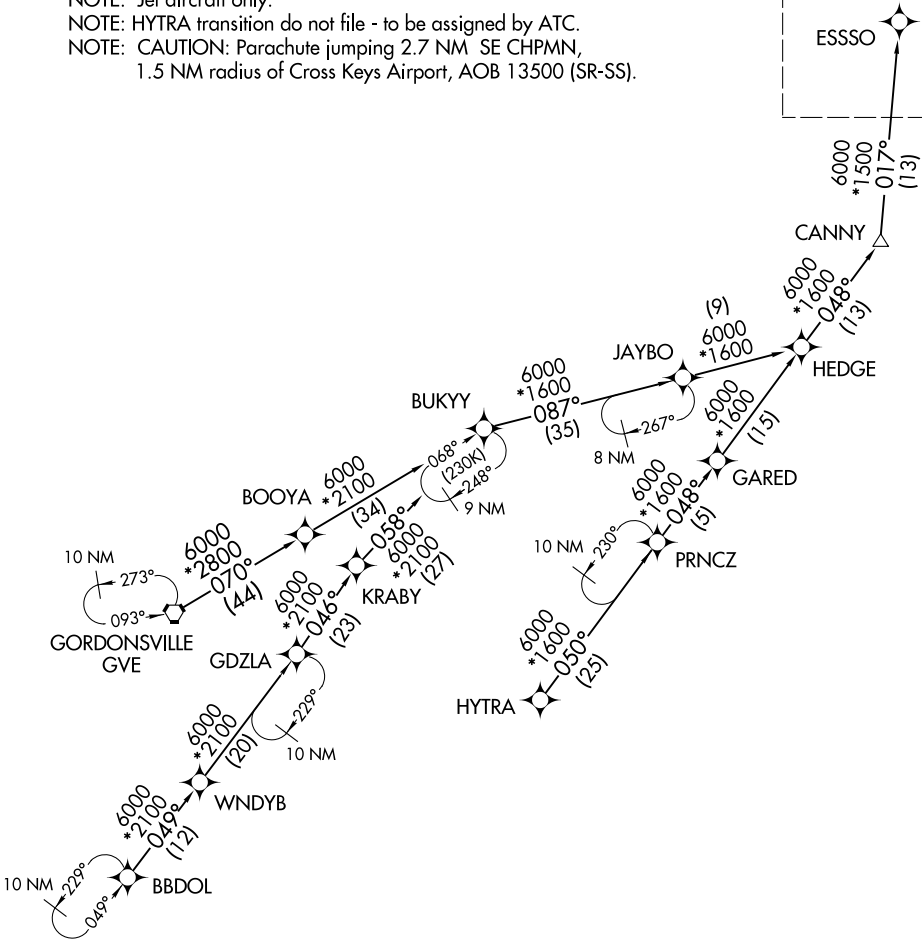 NOTE: Jet aircraft only.
NOTE: HYTRA transition do not file - to be assigned by ATC.
NOTE: CAUTION: Parachute jumping 2.7 NM SE CHPMN,
1.5 NM radius of Cross Keys Airport, AOB 13500 (SR-SS).
ESSSO
6000
*1500
017°
(13)
CANNY
6000
*1600
048°
(13)
HEDGE
(9)
6000
*1600
JAYBO
267°
8 NM
6000
*1600
087°
(35)
BUKYY
068°
(230K)
248°
9 NM
6000
*1600
(15)
GARED
6000
*1600
048°
(5)
PRNCZ
230°
10 NM
6000
*1600
050°
(25)
HYTRA
BOOYA
6000
*2100
(34)
058°
6000
*2100
(27)
KRABY
10 NM
273°
093°
GORDONSVILLE
GVE
6000
*2800
070°
(44)
6000
*2100
046°
(23)
GDZLA
229°
10 NM
6000
*2100
(20)
WNDYB
6000
*2100
049°
(12)
BBDOL
10 NM
229°
049°